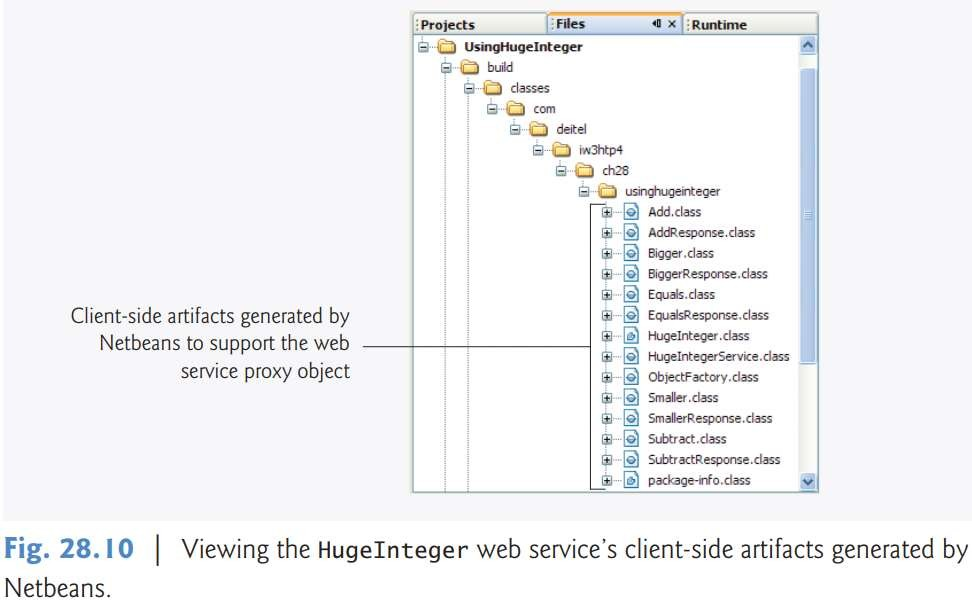 Projects
Files
Runtime
UsingHugeInteger
build
classes
com
deitel
iw3htp4
ch28
usinghugeinteger
Add.class
AddResponse.class
Bigger.class
BiggerResponse.class
Equals.class
EqualsResponse.class
HugeInteger.class
HugeIntegerService.class
ObjectFactory.class
Smaller.class
SmallerResponse.class
Subtract.class
SubtractResponse.class
package-info.class
Client-side artifacts generated by
Netbeans to support the web
service proxy object
Fig. 28.10 | Viewing the HugeInteger web service’s client-side artifacts generated by
Netbeans.